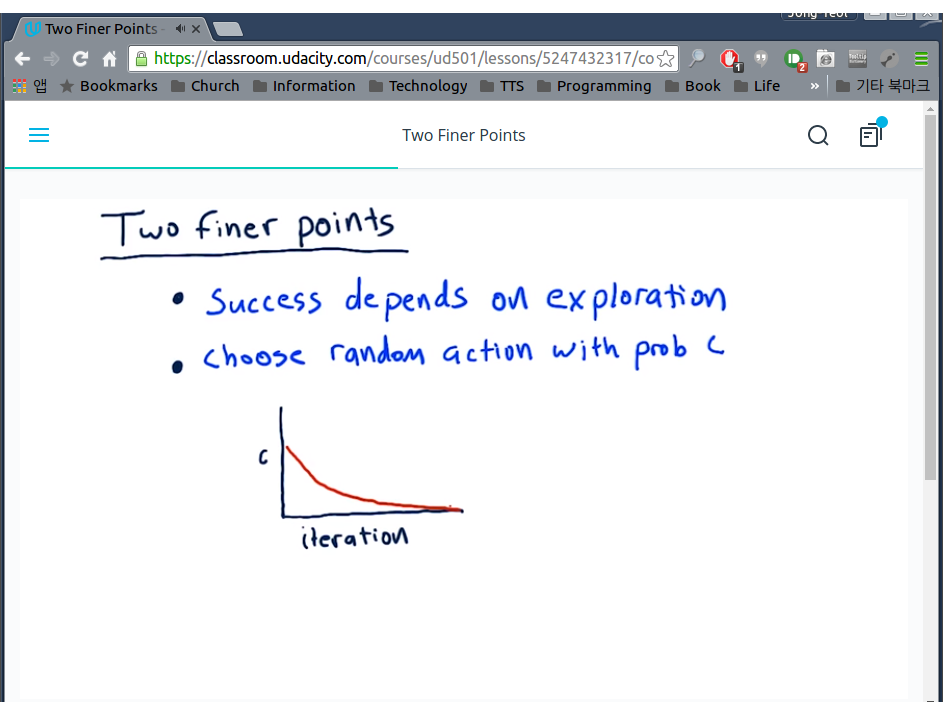 Two Finer Points -
https://classroom.udacity.com/courses/ud501/lessons/5247432317/co
앱 Bookmarks Church Information Technology TTS Programming Book Life » 기타 북마크
Two Finer Points
Two finer points
• Success depends on exploration
• choose random action with prob c
c
iteration